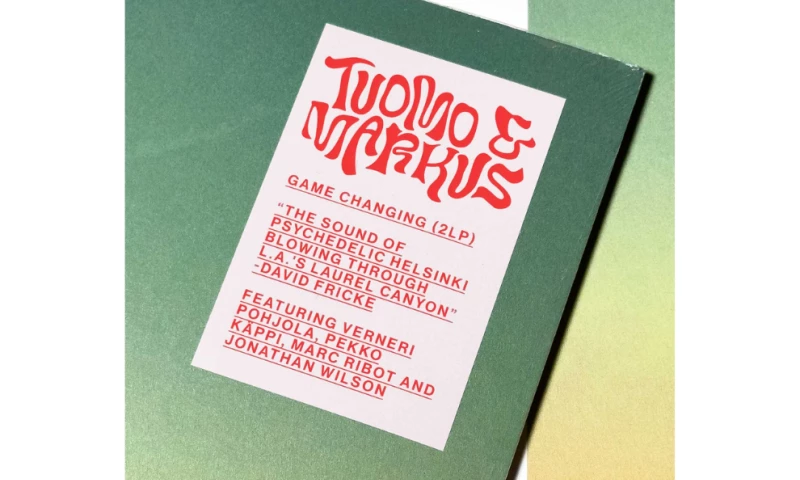 TUOMO &
MARKUS
GAME CHANGING (2LP)
"THE SOUND OF
PSYCHEDELIC HELSINKI
BLOWING THROUGH
L.A.'S LAUREL CANYON"
-DAVID FRICKE
FEATURING VERNERI
POHJOLA, PEKKO
KÄPPI, MARC RIBOT AND
JONATHAN WILSON